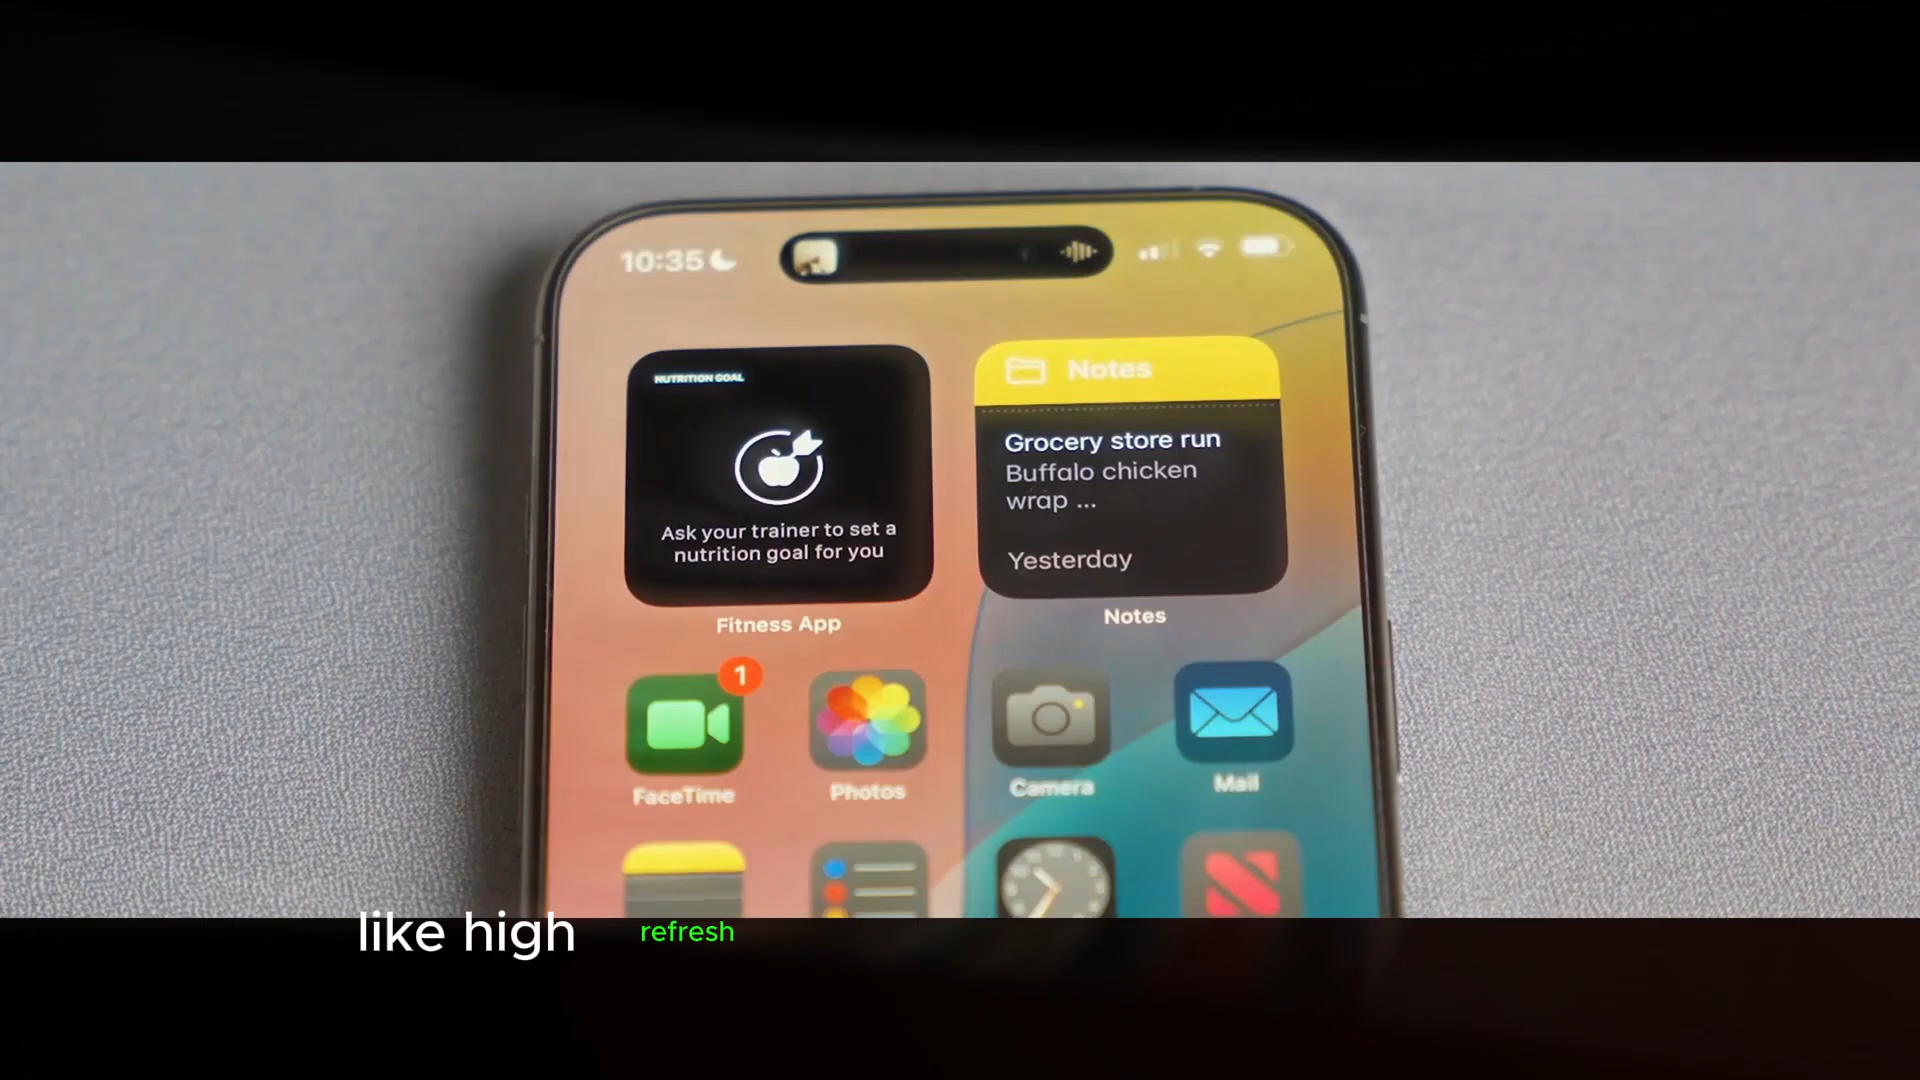 10:35
NUTRITION GOAL
Ask your trainer to set a
nutrition goal for you
Fitness App
Notes
Grocery store run
Buffalo chicken
wrap ...
Yesterday
Notes
1
FaceTime
Photos
Camera
Mail
like high refresh